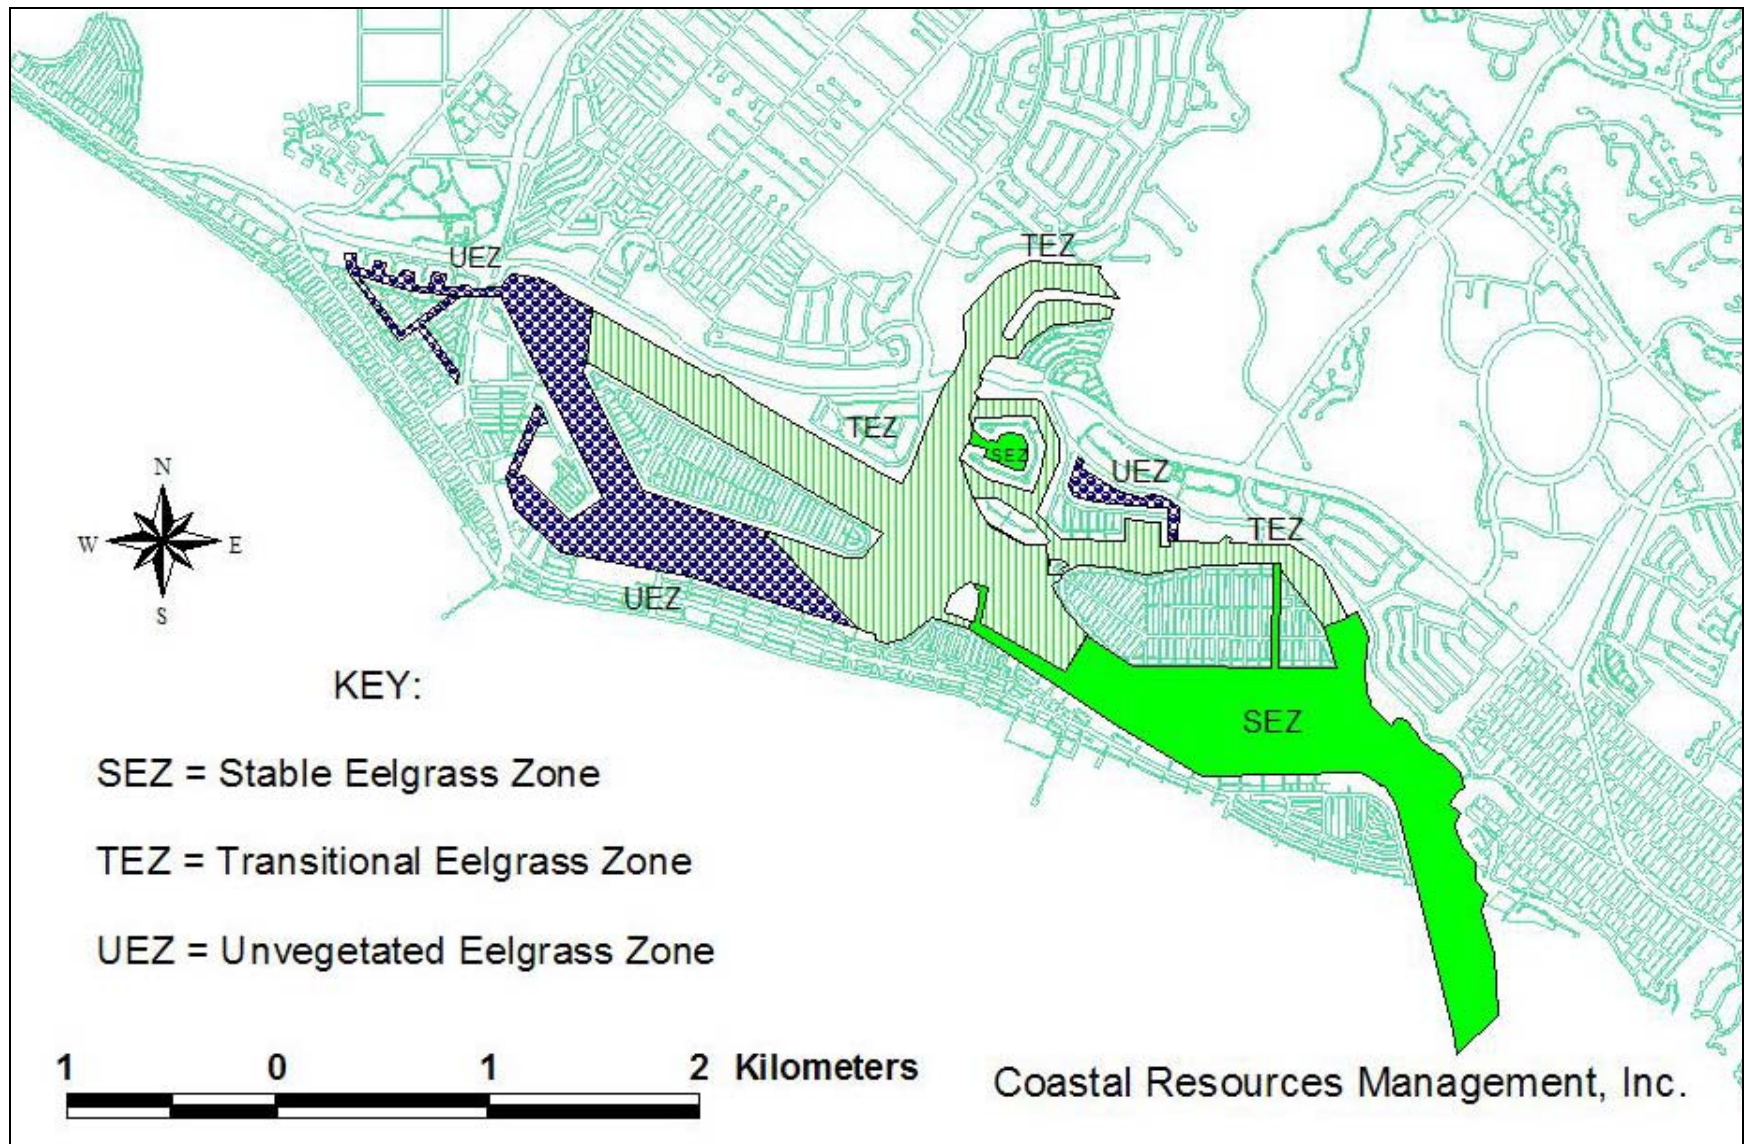 TEZ
UEZ
TEZ
SEZ
UEZ
TEZ
N
W
E
S
UEZ
KEY:
SEZ
SEZ = Stable Eelgrass Zone
TEZ = Transitional Eelgrass Zone
UEZ = Unvegetated Eelgrass Zone
1 0 1 2 Kilometers
Coastal Resources Management, Inc.